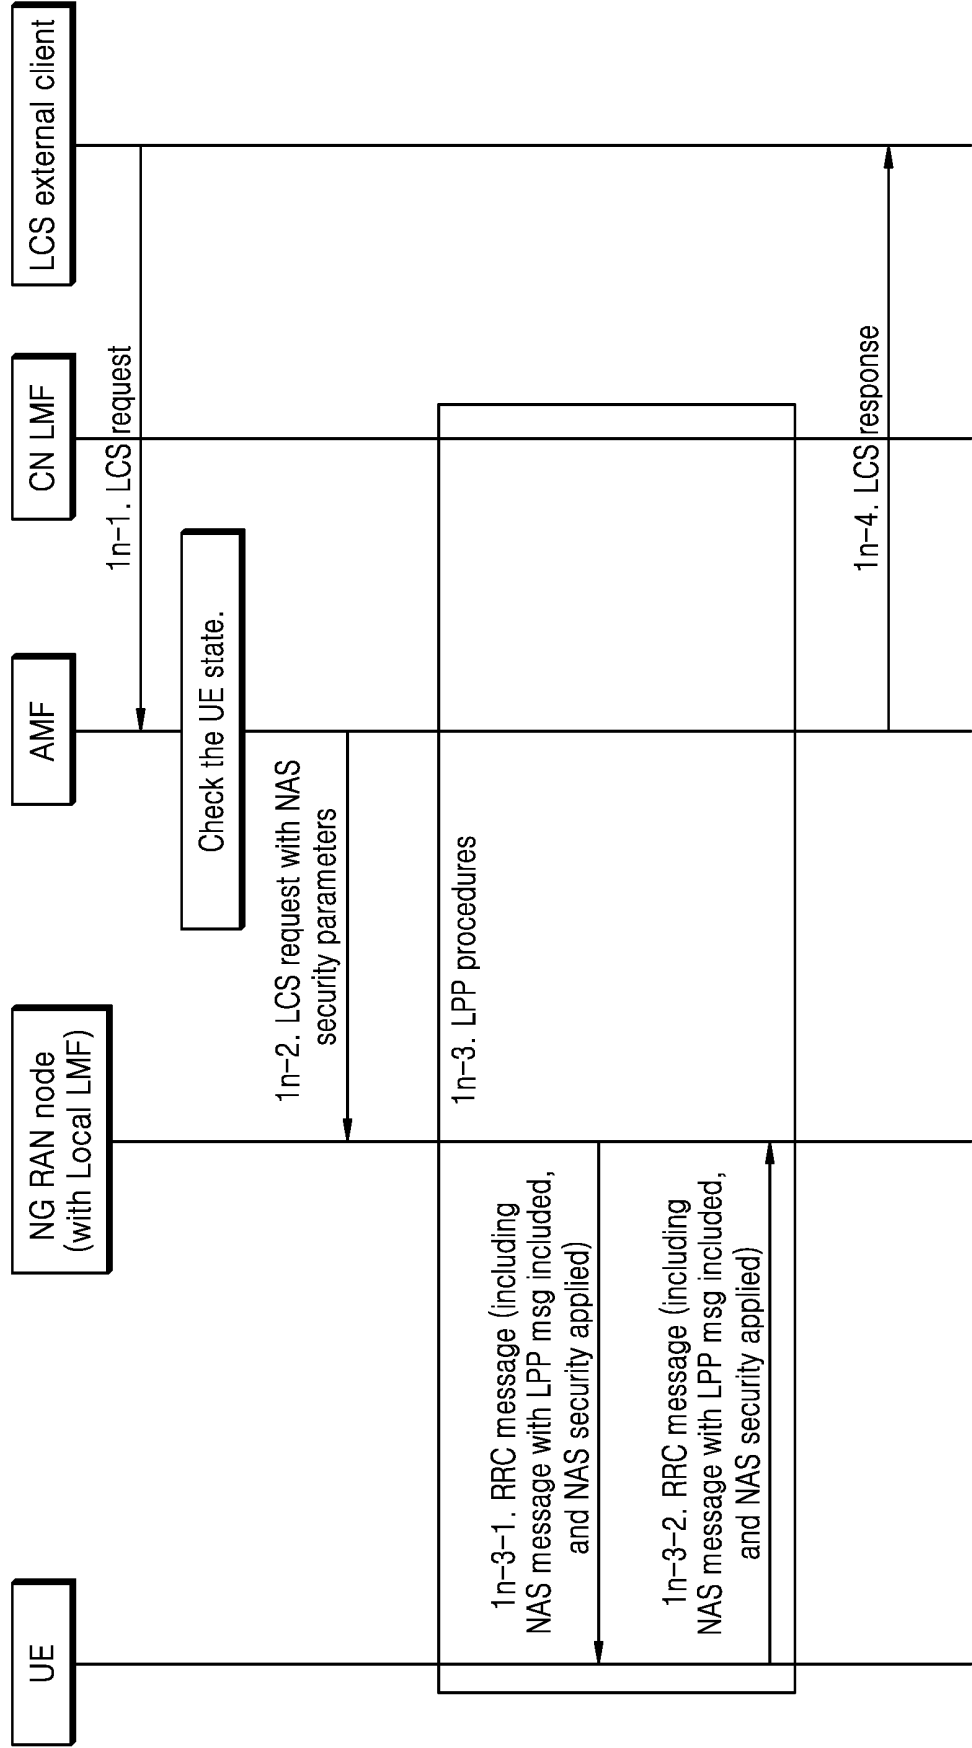 UE
NG RAN node
(with Local LMF)
AMF
CN LMF
LCS external client
1n-1. LCS request
Check the UE state.
1n-2. LCS request with NAS
security parameters
1n-3. LPP procedures
1n-3-1. RRC message (including
NAS message with LPP msg included,
and NAS security applied)
1n-3-2. RRC message (including
NAS message with LPP msg included,
and NAS security applied)
1n-4. LCS response